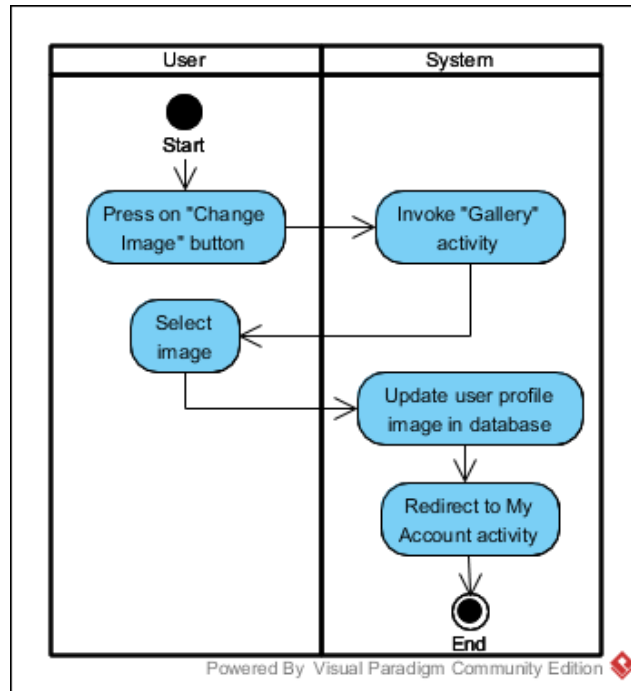 User
System
Start
Press on "Change
Image" button
Invoke "Gallery"
activity
Select
image
Update user profile
image in database
Redirect to My
Account activity
End
Powered By Visual Paradigm Community Edition